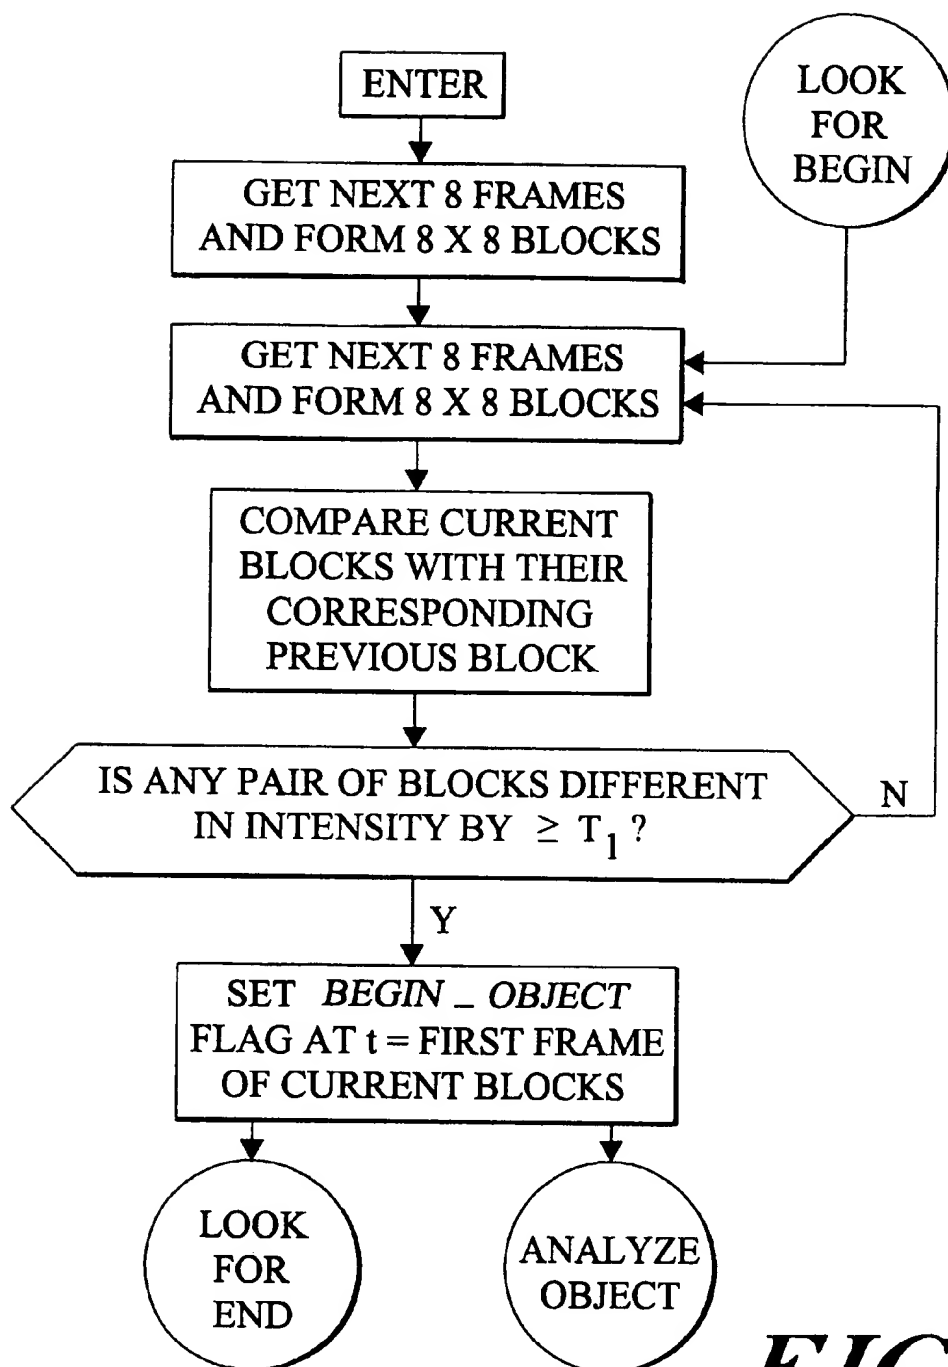 ENTER
LOOK
FOR
BEGIN
GET NEXT 8 FRAMES
AND FORM 8 X 8 BLOCKS
GET NEXT 8 FRAMES
AND FORM 8 X 8 BLOCKS
COMPARE CURRENT
BLOCKS WITH THEIR
CORRESPONDING
PREVIOUS BLOCK
IS ANY PAIR OF BLOCKS DIFFERENT
IN INTENSITY BY ≥ T1 ?
N
Y
SET BEGIN _ OBJECT
FLAG AT t = FIRST FRAME
OF CURRENT BLOCKS
LOOK
FOR
END
ANALYZE
OBJECT